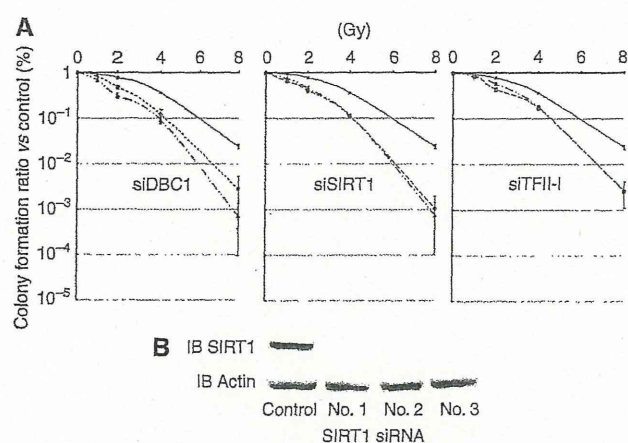 A
(Gy)
0 2 4 6 8 0 2 4 6 8 0 2 4 6 8
Colony formation ratio vs control (%)
1
10⁻¹
10⁻²
10⁻³
10⁻⁴
10⁻⁵
siDBC1
siSIRT1
siTFII-I
B
IB SIRT1
IB Actin
Control No. 1 No. 2 No. 3
SIRT1 siRNA